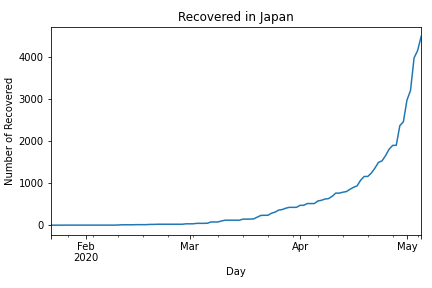 Recovered in Japan
Number of Recovered
4000
3000
2000
1000
0
Feb
2020
Mar
Apr
May
Day